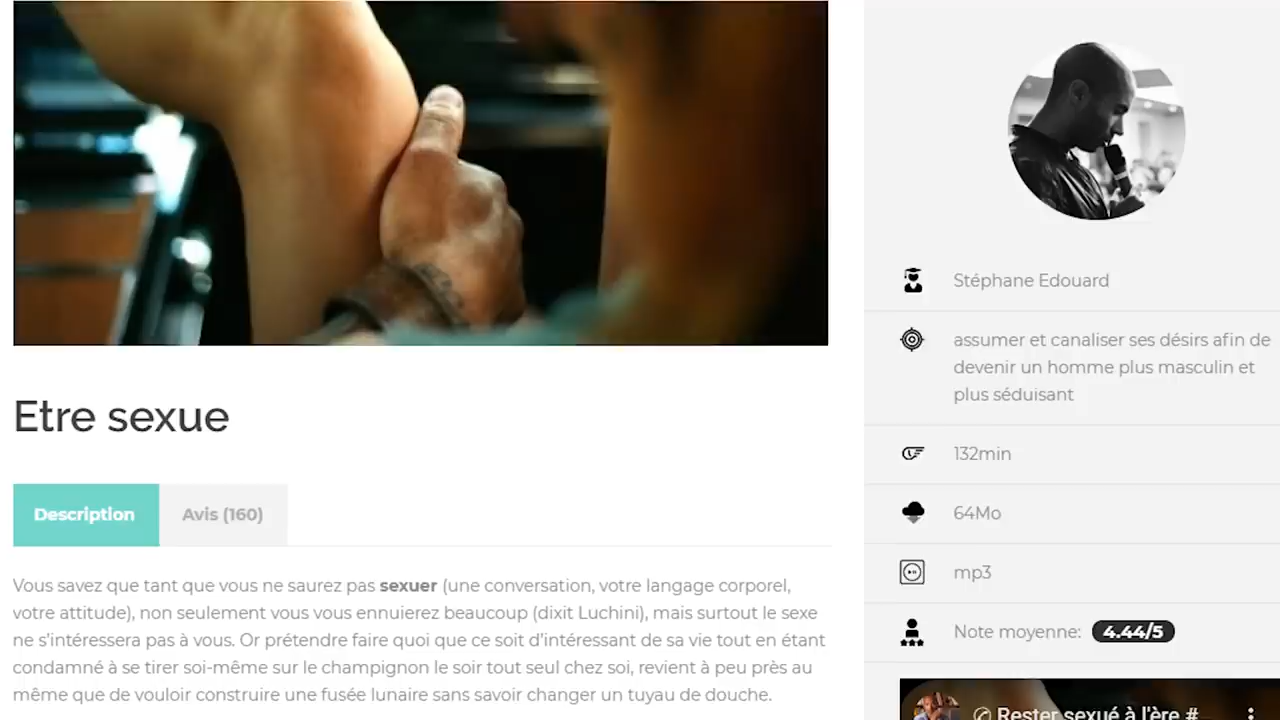 Etre sexue
Description
Avis (160)
Vous savez que tant que vous ne saurez pas sexuer (une conversation, votre langage corporel,
votre attitude), non seulement vous vous ennuierez beaucoup (dixit Luchini), mais surtout le sexe
ne s'intéressera pas à vous. Or prétendre faire quoi que ce soit d'intéressant de sa vie tout en étant
condamné à se tirer soi-même sur le champignon le soir tout seul chez soi, revient à peu près au
même que de vouloir construire une fusée lunaire sans savoir changer un tuyau de douche.
Stéphane Edouard
assumer et canaliser ses désirs afin de
devenir un homme plus masculin et
plus séduisant
132min
64Mo
mp3
Note moyenne: 4.44/5
Rester sexué à l'ère #